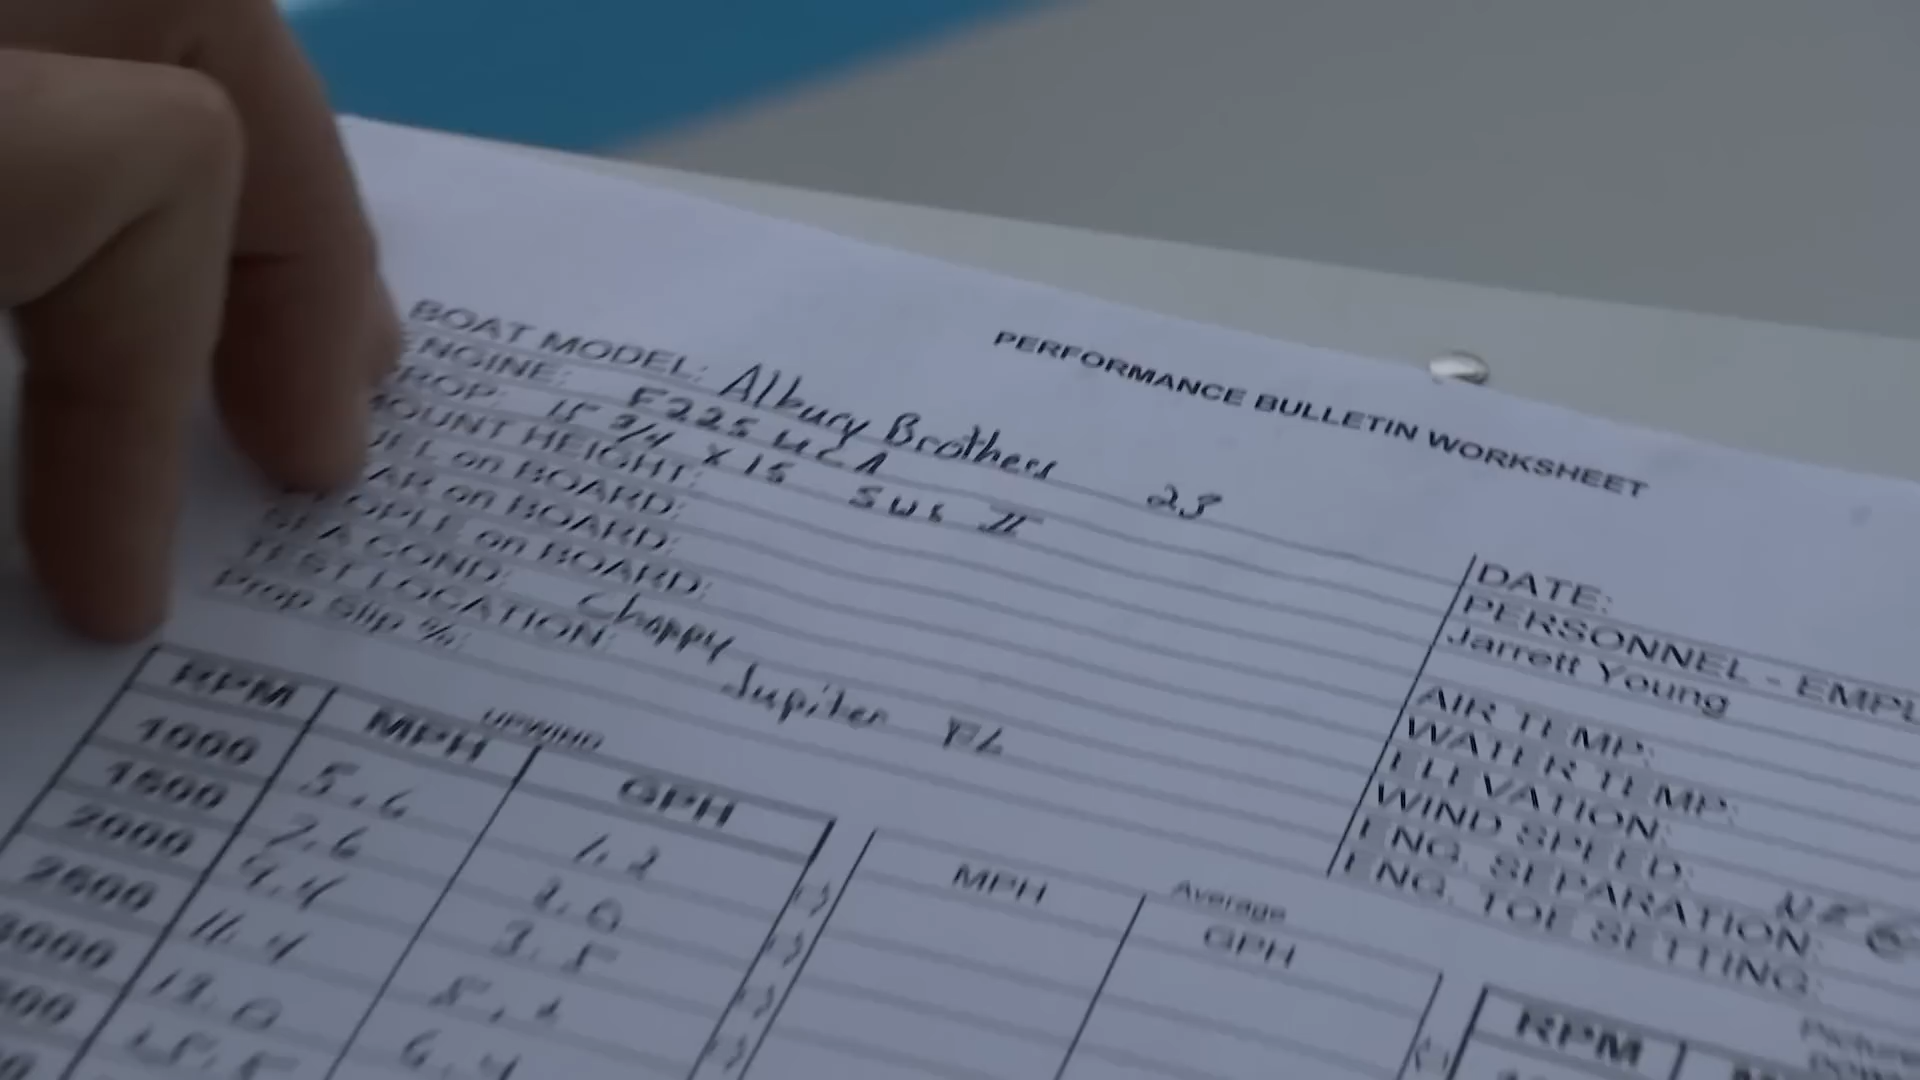 PERFORMANCE BULLETIN WORKSHEET
BOAT MODEL: Albury Brothers 23
ENGINE: F225 UCA
PROP: 15 3/4 x 15 SWS II
MOUNT HEIGHT:
FUEL on BOARD:
GEAR on BOARD:
PEOPLE on BOARD:
SEA COND: Choppy
TEST LOCATION: Jupiter FL
Prop Slip %:
DATE:
PERSONNEL - EMPL
Jarrett Young
AIR TEMP:
WATER TEMP:
ELEVATION:
WIND SPEED:
ENG. SEPARATION:
ENG. TOE SETTING:
UPWIND
RPM MPH GPH
1000 5.6 1.2
1500 7.6 2.0
2000 9.4 3.5
2500 11.4
3000
6.4
Average
MPH GPH
RPM